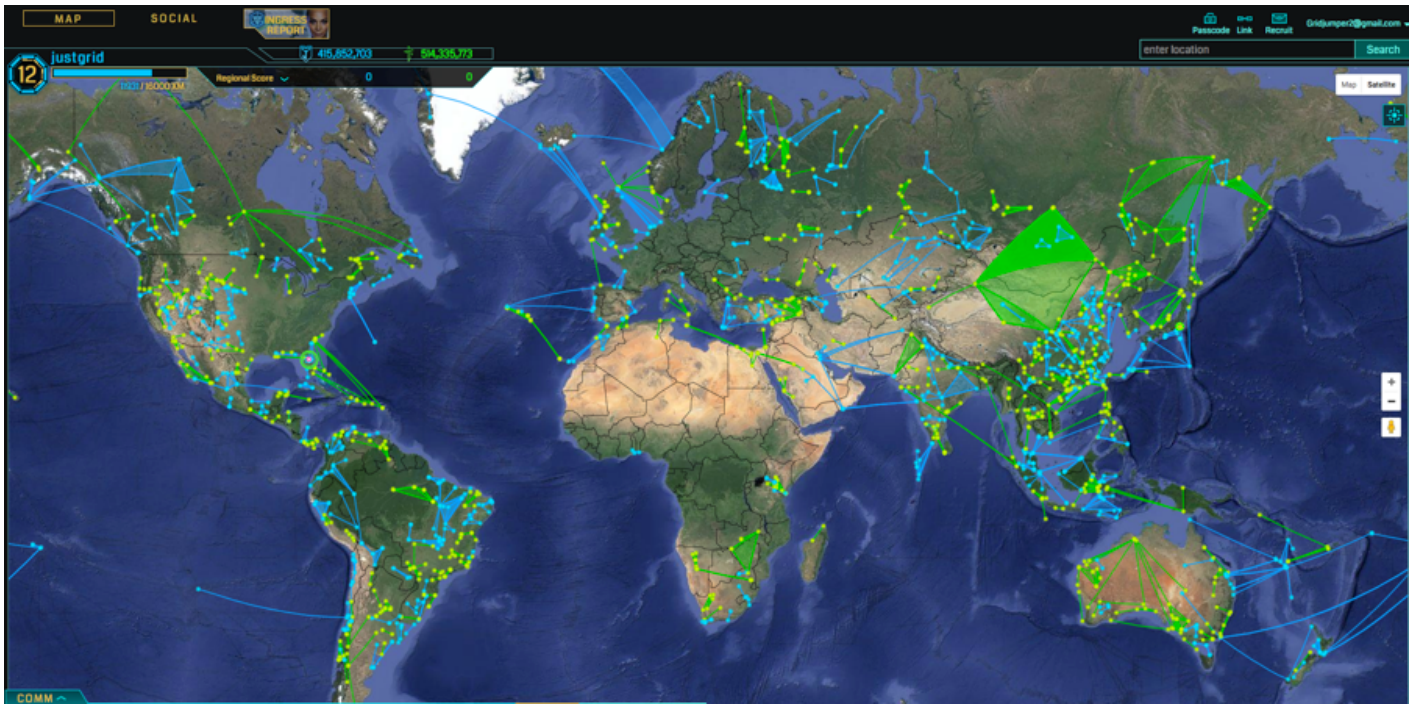 MAP
SOCIAL
INGRESS
REPORT
Passcode
Link
Recruit
Gridjumper2@gmail.com
justgrid
415,852,703
514,335,773
enter location
Search
12
Regional Score
0
0
Map
Satellite
+
−
COMM